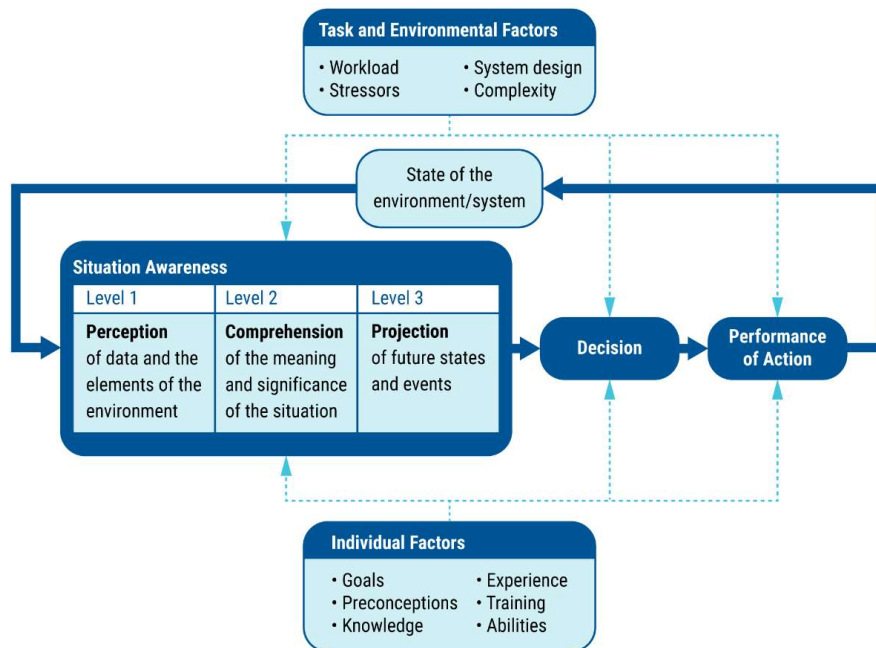 Task and Environmental Factors
• Workload
• System design
• Stressors
• Complexity
State of the
environment/system
Situation Awareness
Level 1
Level 2
Level 3
Perception
of data and the
elements of the
environment
Comprehension
of the meaning
and significance
of the situation
Projection
of future states
and events
Decision
Performance
of Action
Individual Factors
• Goals
• Experience
• Preconceptions
• Training
• Knowledge
• Abilities